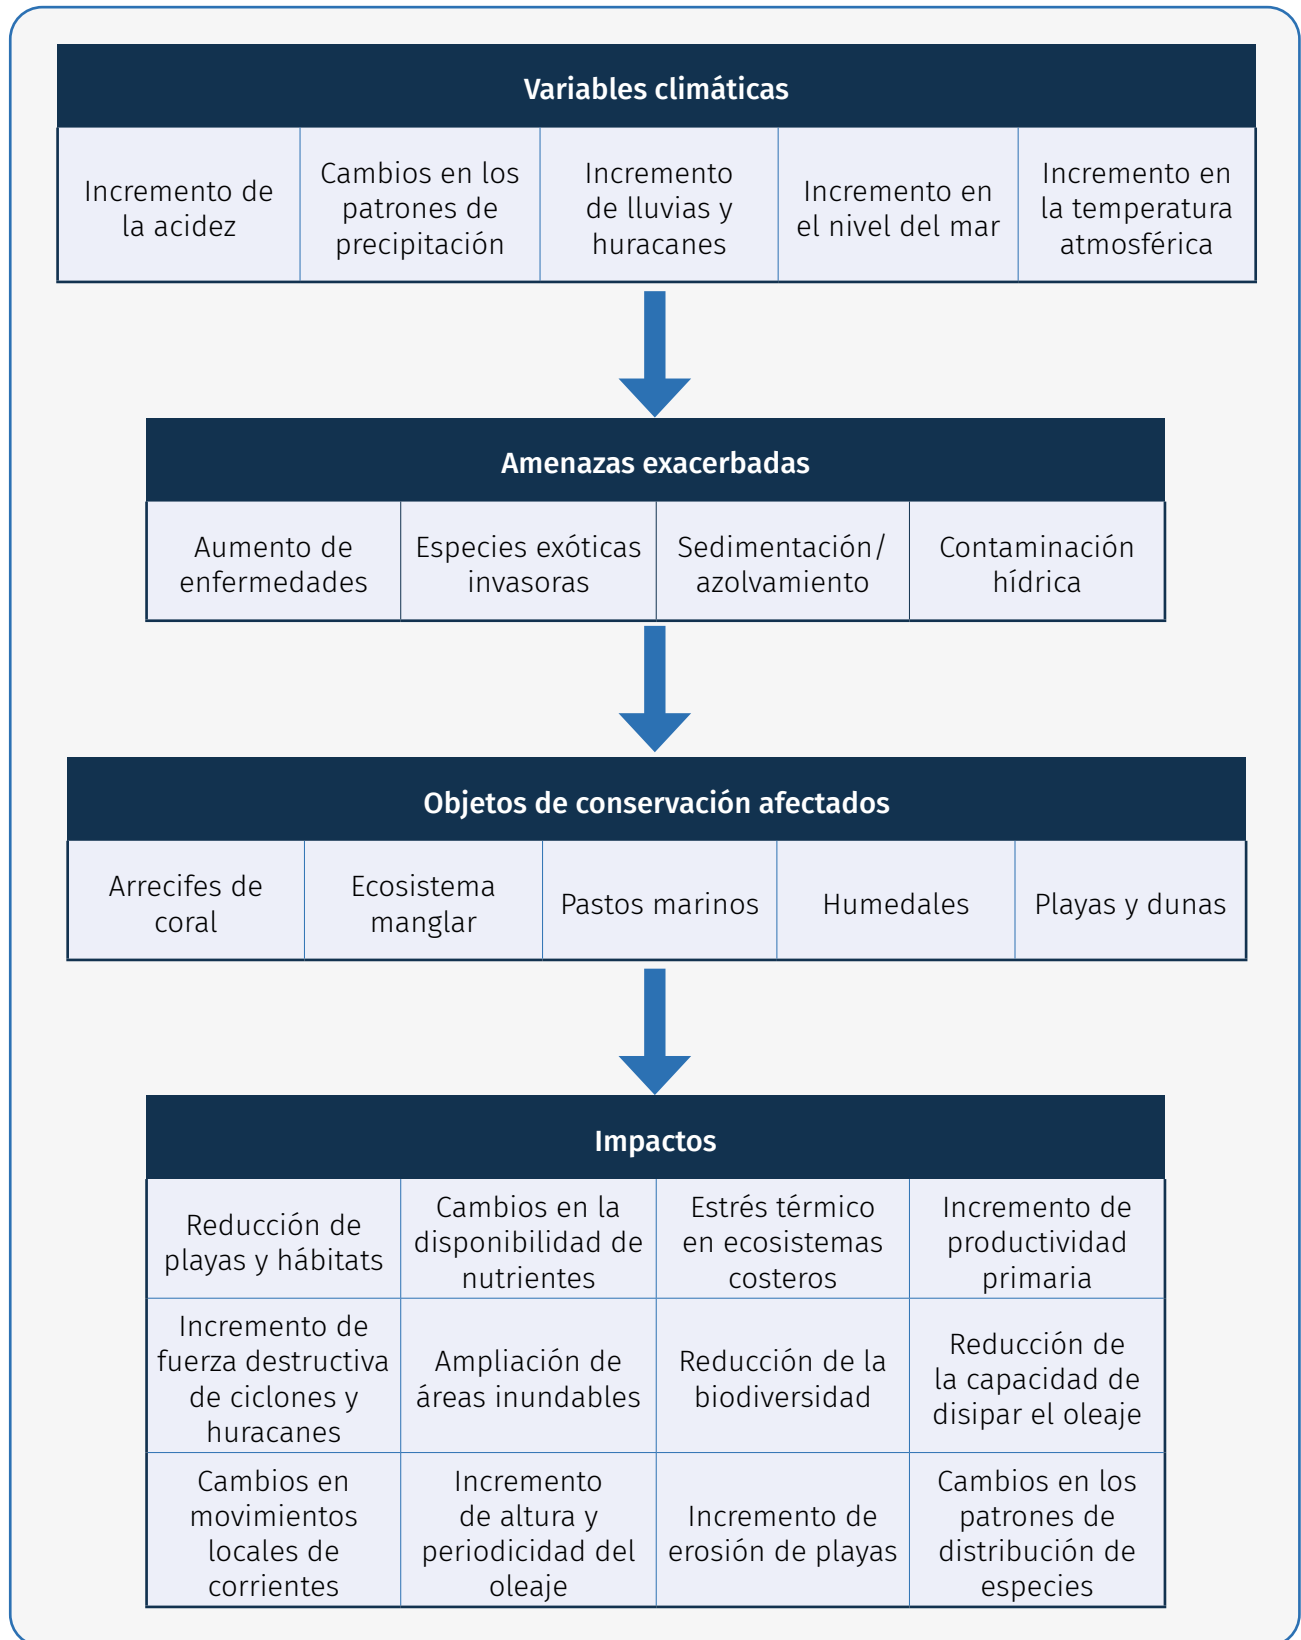 Variables climáticas
Incremento de
la acidez
Cambios en los
patrones de
precipitación
Incremento
de lluvias y
huracanes
Incremento en
el nivel del mar
Incremento en
la temperatura
atmosférica
Amenazas exacerbadas
Aumento de
enfermedades
Especies exóticas
invasoras
Sedimentación/
azolvamiento
Contaminación
hídrica
Objetos de conservación afectados
Arrecifes de
coral
Ecosistema
manglar
Pastos marinos
Humedales
Playas y dunas
Impactos
Reducción de
playas y hábitats
Cambios en la
disponibilidad de
nutrientes
Estrés térmico
en ecosistemas
costeros
Incremento de
productividad
primaria
Incremento de
fuerza destructiva
de ciclones y
huracanes
Ampliación de
áreas inundables
Reducción de la
biodiversidad
Reducción de
la capacidad de
disipar el oleaje
Cambios en
movimientos
locales de
corrientes
Incremento
de altura y
periodicidad del
oleaje
Incremento de
erosión de playas
Cambios en los
patrones de
distribución de
especies